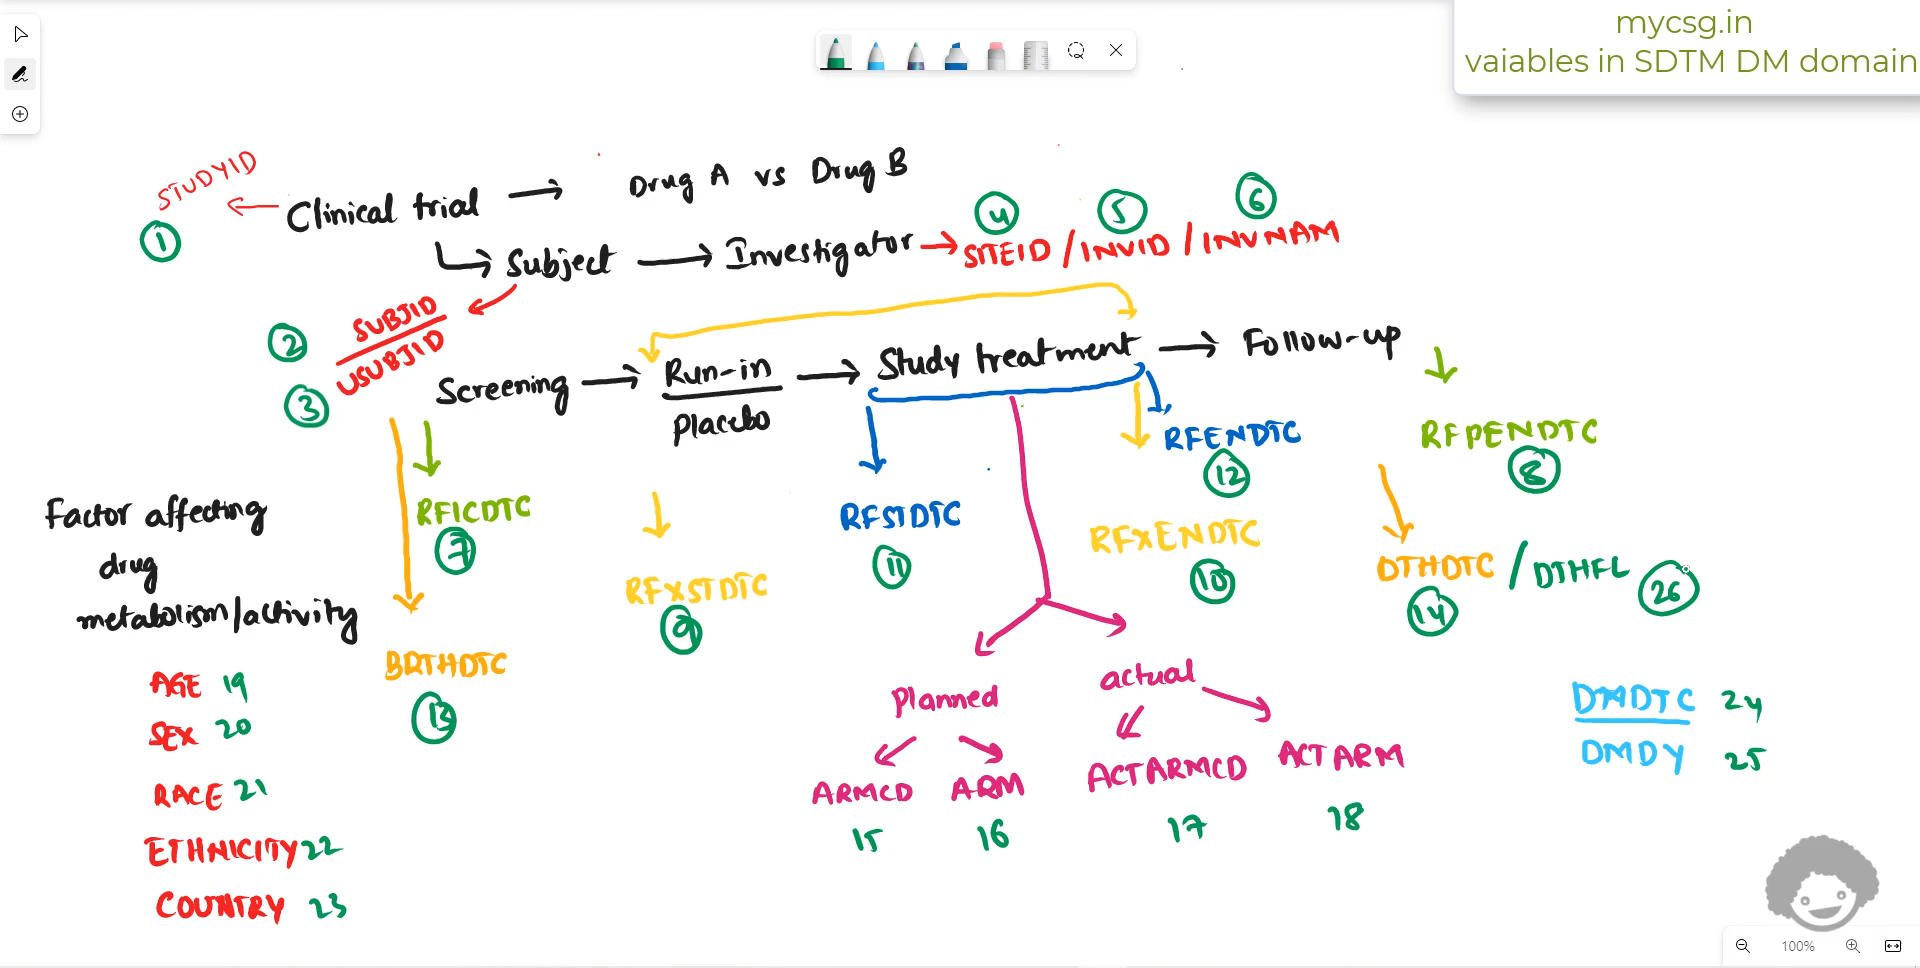 mycsg.in
vaiables in SDTM DM domain
STUDYID
1
Clinical trial → Drug A vs Drug B
4 5 6
Subject → Investigator → SITEID / INVID / INVNAM
2 SUBJID
3 USUBJID
Screening → Run-in → Study treatment → Follow-up
Placebo
RFENDTC
12
RFPENDTC
8
Factor affecting
drug
metabolism/activity
RFICDTC
7
RFSTDTC
11
RFXENDTC
10
RFXSTDTC
9
DTHDTC / DTHFL 26
14
BRTHDTC
13
Planned
actual
ARMCD ARM ACTARMCD ACTARM
15 16 17 18
AGE 19
SEX 20
RACE 21
ETHNICITY 22
COUNTRY 23
DMDTC 24
DMDY 25
100%